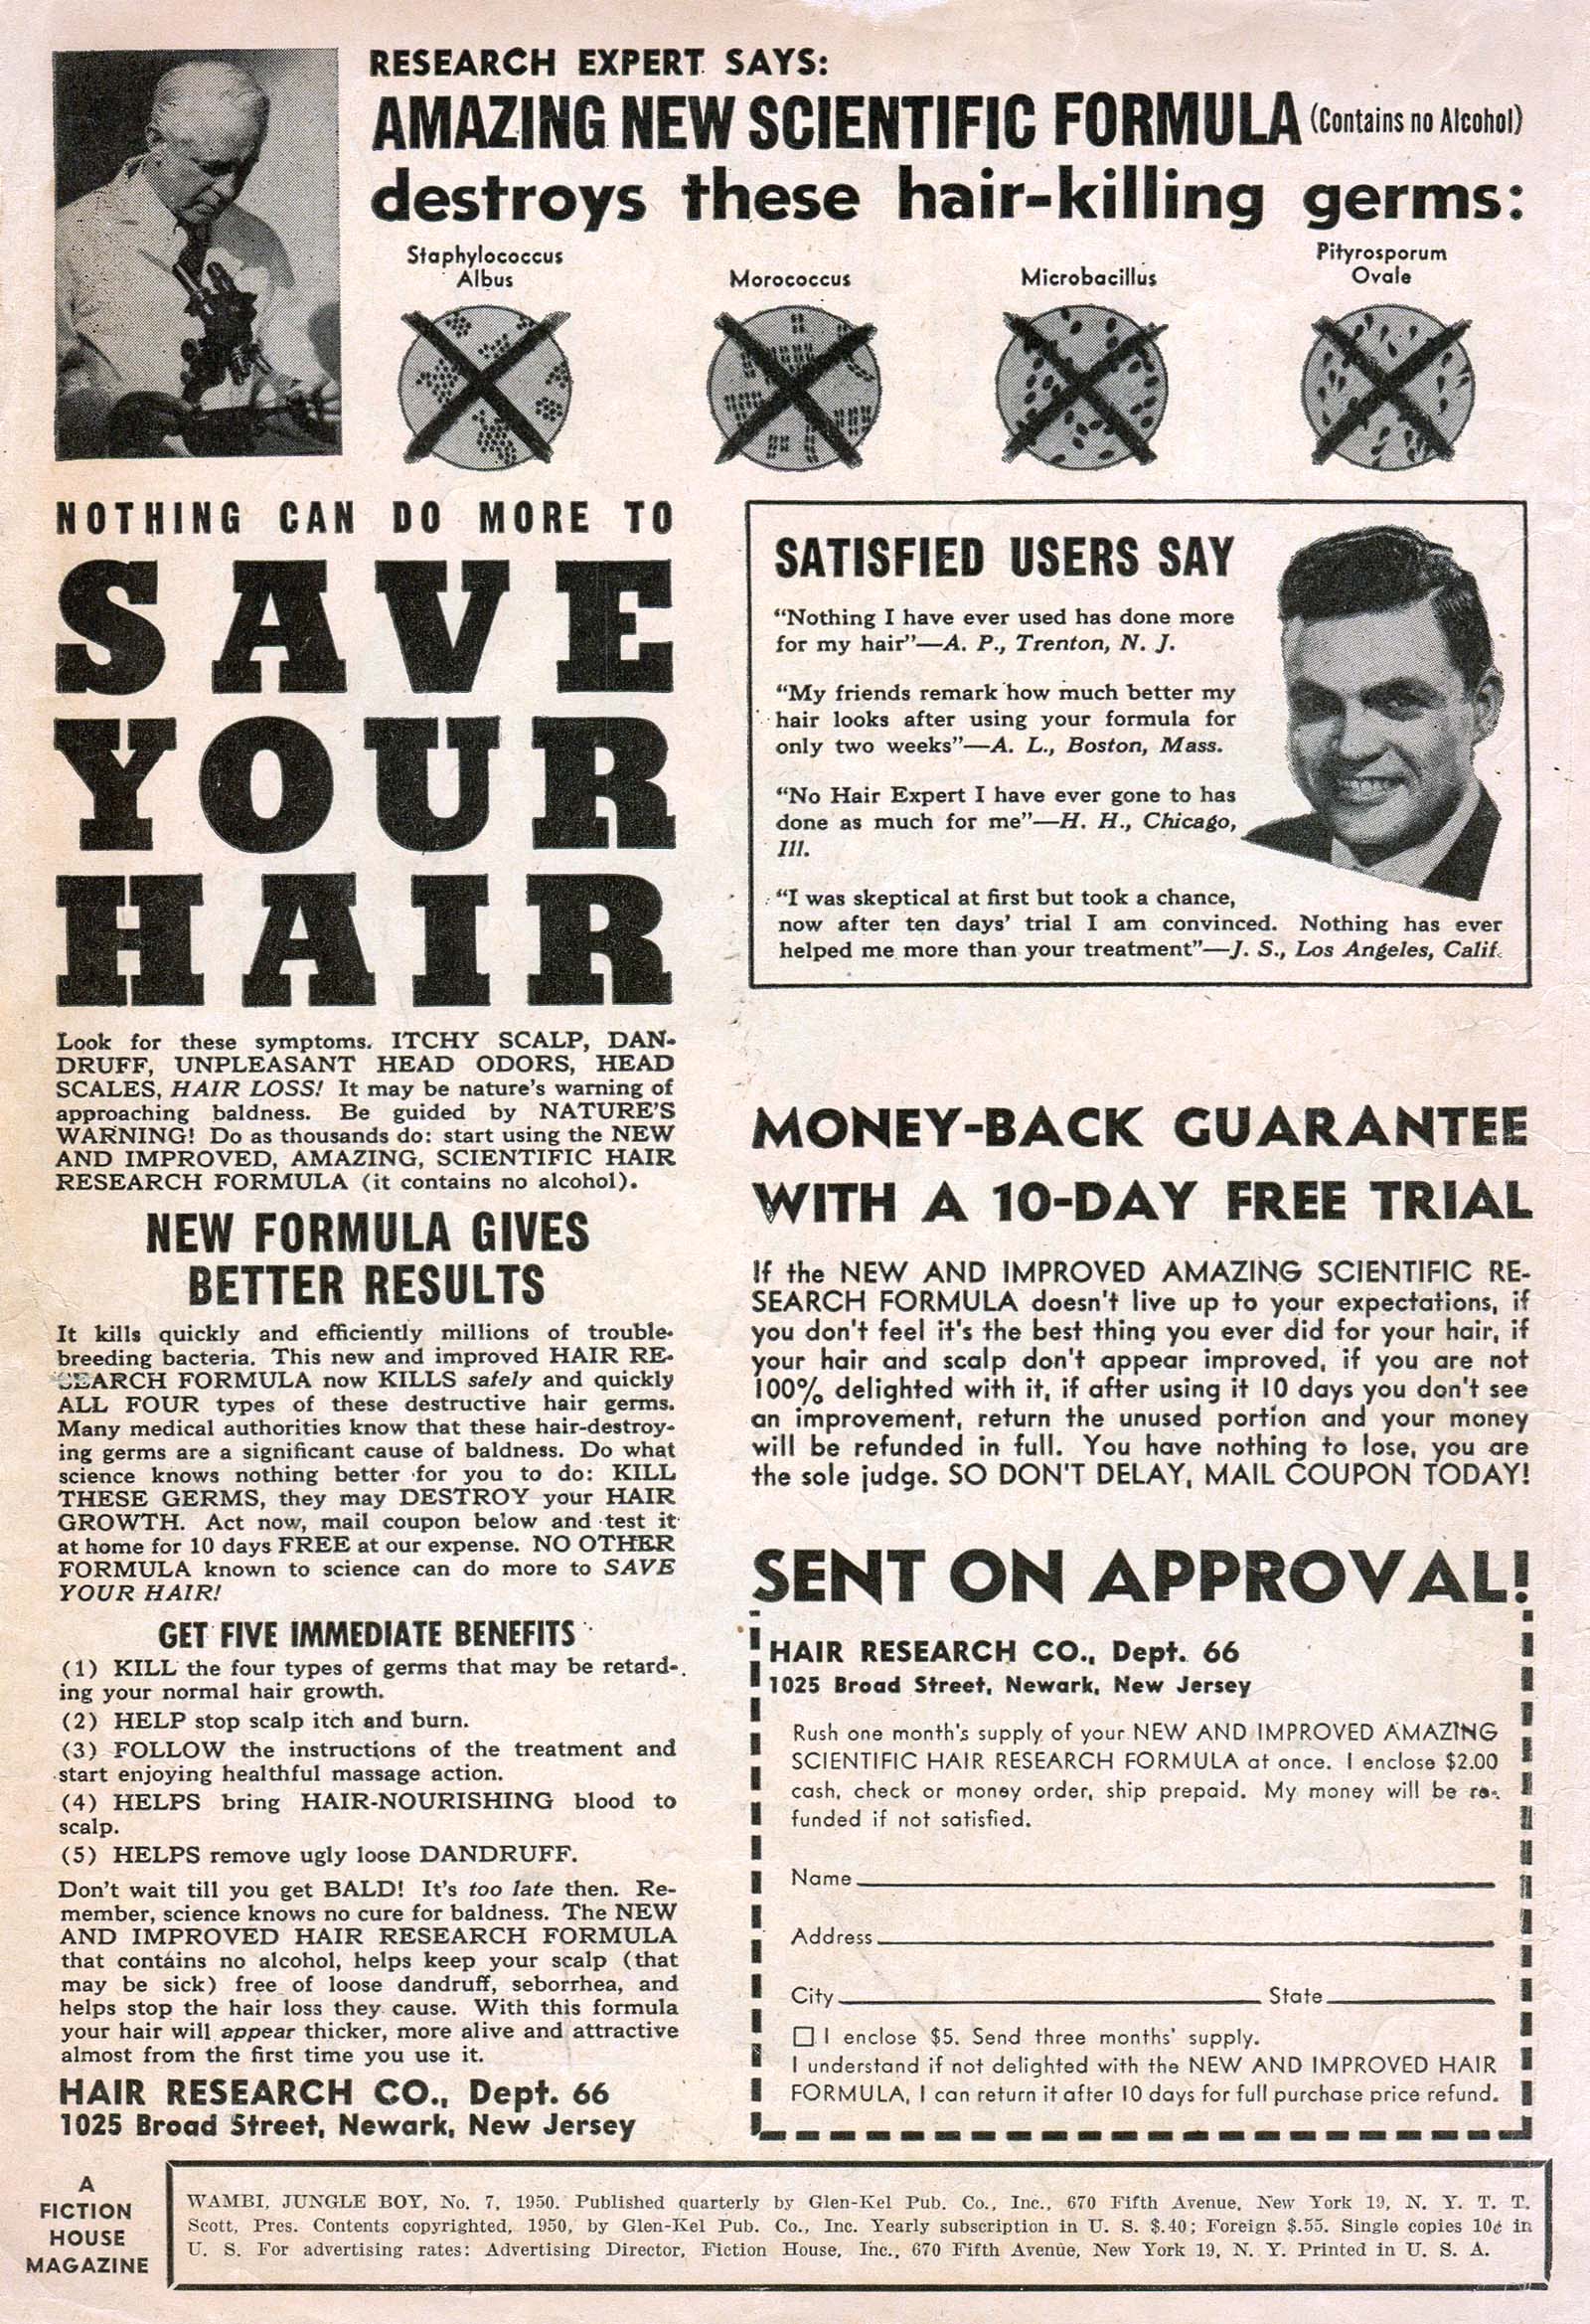 RESEARCH EXPERT SAYS:
AMAZING NEW SCIENTIFIC FORMULA (Contains no Alcohol)
destroys these hair-killing germs:
Staphylococcus
Albus
Morococcus
Microbacillus
Pityrosporum
Ovale
NOTHING CAN DO MORE TO
SAVE
YOUR
HAIR
Look for these symptoms. ITCHY SCALP, DAN-
DRUFF, UNPLEASANT HEAD ODORS, HEAD
SCALES, HAIR LOSS! It may be nature's warning of
approaching baldness. Be guided by NATURE'S
WARNING! Do as thousands do: start using the NEW
AND IMPROVED, AMAZING, SCIENTIFIC HAIR
RESEARCH FORMULA (it contains no alcohol).
NEW FORMULA GIVES
BETTER RESULTS
It kills quickly and efficiently millions of trouble-
breeding bacteria. This new and improved HAIR RE-
SEARCH FORMULA now KILLS safely and quickly
ALL FOUR types of these destructive hair germs.
Many medical authorities know that these hair-destroy-
ing germs are a significant cause of baldness. Do what
science knows nothing better for you to do: KILL
THESE GERMS, they may DESTROY your HAIR
GROWTH. Act now, mail coupon below and test it
at home for 10 days FREE at our expense. NO OTHER
FORMULA known to science can do more to SAVE
YOUR HAIR!
GET FIVE IMMEDIATE BENEFITS
(1) KILL the four types of germs that may be retard-
ing your normal hair growth.
(2) HELP stop scalp itch and burn.
(3) FOLLOW the instructions of the treatment and
start enjoying healthful massage action.
(4) HELPS bring HAIR-NOURISHING blood to
scalp.
(5) HELPS remove ugly loose DANDRUFF.
Don't wait till you get BALD! It's too late then. Re-
member, science knows no cure for baldness. The NEW
AND IMPROVED HAIR RESEARCH FORMULA
that contains no alcohol, helps keep your scalp (that
may be sick) free of loose dandruff, seborrhea, and
helps stop the hair loss they cause. With this formula
your hair will appear thicker, more alive and attractive
almost from the first time you use it.
HAIR RESEARCH CO., Dept. 66
1025 Broad Street, Newark, New Jersey
SATISFIED USERS SAY
"Nothing I have ever used has done more
for my hair"—A. P., Trenton, N. J.
"My friends remark how much better my
hair looks after using your formula for
only two weeks"—A. L., Boston, Mass.
"No Hair Expert I have ever gone to has
done as much for me"—H. H., Chicago,
Ill.
"I was skeptical at first but took a chance,
now after ten days' trial I am convinced. Nothing has ever
helped me more than your treatment"—J. S., Los Angeles, Calif.
MONEY-BACK GUARANTEE
WITH A 10-DAY FREE TRIAL
If the NEW AND IMPROVED AMAZING SCIENTIFIC RE-
SEARCH FORMULA doesn't live up to your expectations, if
you don't feel it's the best thing you ever did for your hair, if
your hair and scalp don't appear improved, if you are not
100% delighted with it, if after using it 10 days you don't see
an improvement, return the unused portion and your money
will be refunded in full. You have nothing to lose, you are
the sole judge. SO DON'T DELAY, MAIL COUPON TODAY!
SENT ON APPROVAL!
HAIR RESEARCH CO., Dept. 66
1025 Broad Street, Newark, New Jersey
Rush one month's supply of your NEW AND IMPROVED AMAZING
SCIENTIFIC HAIR RESEARCH FORMULA at once. I enclose $2.00
cash, check or money order, ship prepaid. My money will be re-
funded if not satisfied.
Name
Address
City State
I enclose $5. Send three months' supply.
I understand if not delighted with the NEW AND IMPROVED HAIR
FORMULA, I can return it after 10 days for full purchase price refund.
A
FICTION
HOUSE
MAGAZINE
WAMBI, JUNGLE BOY, No. 7, 1950. Published quarterly by Glen-Kel Pub. Co., Inc., 670 Fifth Avenue, New York 19, N. Y. T. T.
Scott, Pres. Contents copyrighted, 1950, by Glen-Kel Pub. Co., Inc. Yearly subscription in U. S. $.40; Foreign $.55. Single copies 10¢ in
U. S. For advertising rates: Advertising Director, Fiction House, Inc., 670 Fifth Avenue, New York 19, N. Y. Printed in U. S. A.